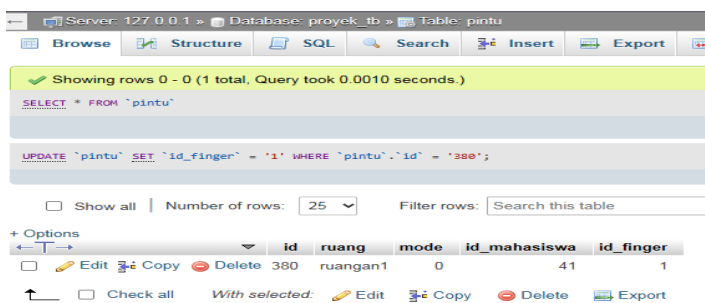 Server: 127.0.0.1 » Database: proyek_tb » Table: pintu
Browse Structure SQL Search Insert Export
Showing rows 0 - 0 (1 total, Query took 0.0010 seconds.)
SELECT * FROM `pintu`
UPDATE `pintu` SET `id_finger` = '1' WHERE `pintu`.`id` = '380';
Show all | Number of rows: 25 Filter rows: Search this table
+ Options
←T→ id ruang mode id_mahasiswa id_finger
Edit Copy Delete 380 ruangan1 0 41 1
Check all With selected: Edit Copy Delete Export